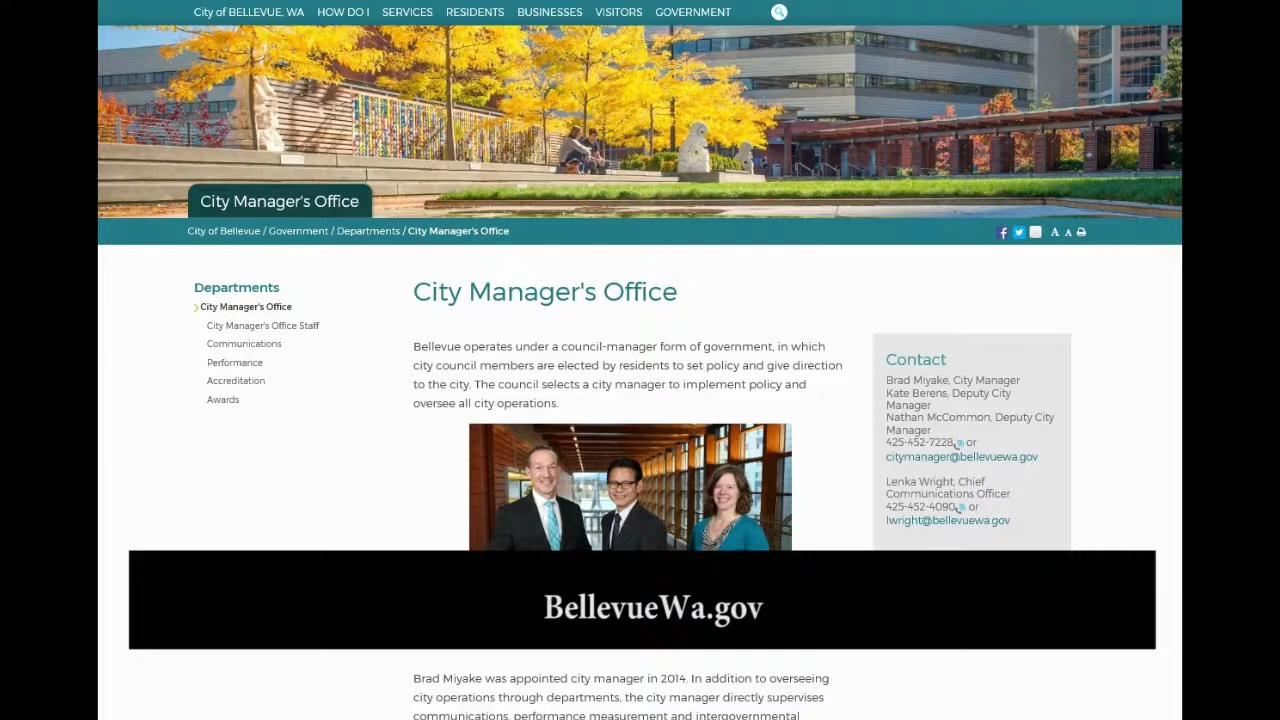 City of BELLEVUE, WA HOW DO I SERVICES RESIDENTS BUSINESSES VISITORS GOVERNMENT
City Manager's Office
City of Bellevue / Government / Departments / City Manager's Office
A A
Departments
City Manager's Office
City Manager's Office Staff
Communications
Performance
Accreditation
Awards
City Manager's Office
Bellevue operates under a council-manager form of government, in which
city council members are elected by residents to set policy and give direction
to the city. The council selects a city manager to implement policy and
oversee all city operations.
Contact
Brad Miyake, City Manager
Kate Berens, Deputy City
Manager
Nathan McCommon, Deputy City
Manager
425-452-7228 or
citymanager@bellevuewa.gov
Lenka Wright, Chief
Communications Officer
425-452-4090 or
lwright@bellevuewa.gov
BellevueWa.gov
Brad Miyake was appointed city manager in 2014. In addition to overseeing
city operations through departments, the city manager directly supervises
communications, performance measurement and intergovernmental